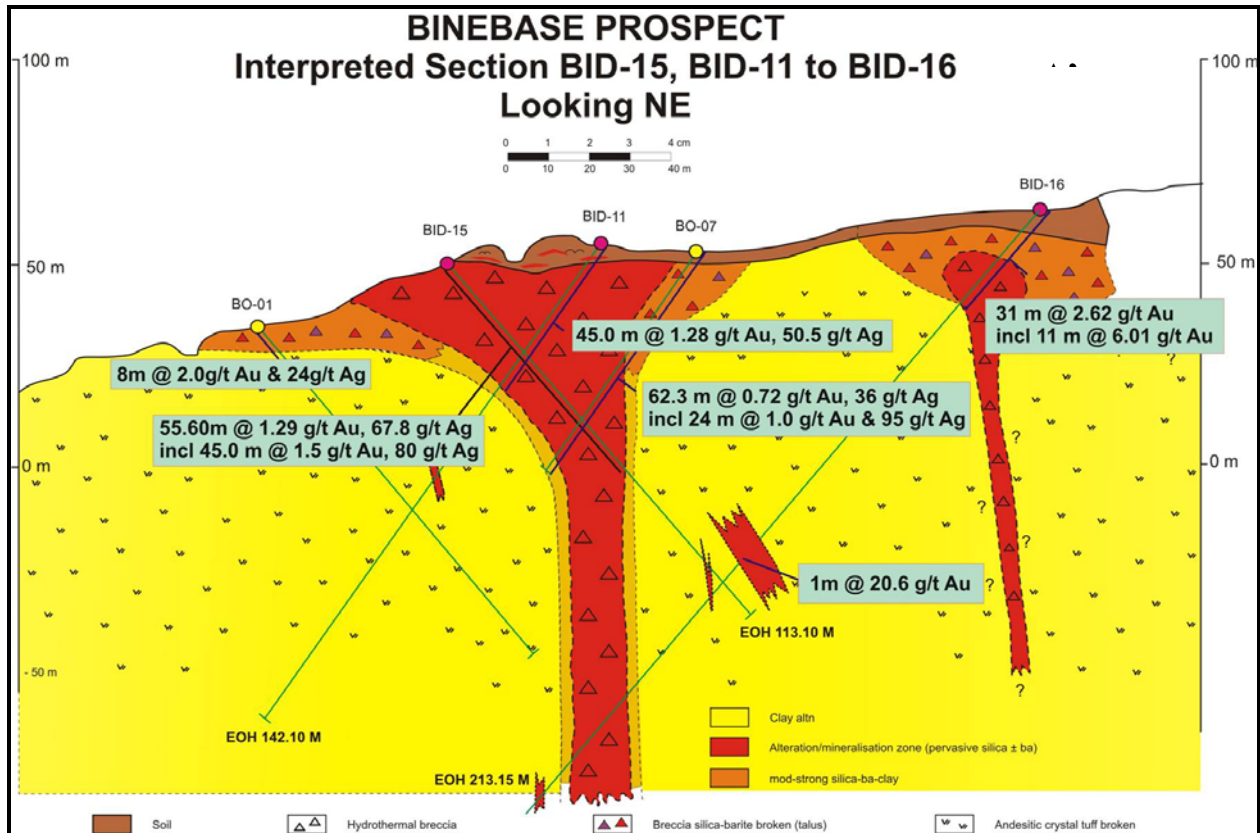 BINEBASE PROSPECT
Interpreted Section BID-15, BID-11 to BID-16
Looking NE
100 m
100 m
0 1 2 3 4 cm
0 10 20 30 40 m
BID-16
BID-11
BID-15
BO-07
50 m
50 m
BO-01
31 m @ 2.62 g/t Au
incl 11 m @ 6.01 g/t Au
45.0 m @ 1.28 g/t Au, 50.5 g/t Ag
8m @ 2.0g/t Au & 24g/t Ag
62.3 m @ 0.72 g/t Au, 36 g/t Ag
incl 24 m @ 1.0 g/t Au & 95 g/t Ag
55.60m @ 1.29 g/t Au, 67.8 g/t Ag
incl 45.0 m @ 1.5 g/t Au, 80 g/t Ag
0 m
0 m
?
?
?
?
?
?
?
1m @ 20.6 g/t Au
EOH 113.10 M
- 50 m
-50 m
EOH 142.10 M
EOH 213.15 M
Clay altn
Alteration/mineralisation zone (pervasive silica ± ba)
mod-strong silica-ba-clay
Soil
Hydrothermal breccia
Breccia silica-barite broken (talus)
Andesitic crystal tuff broken